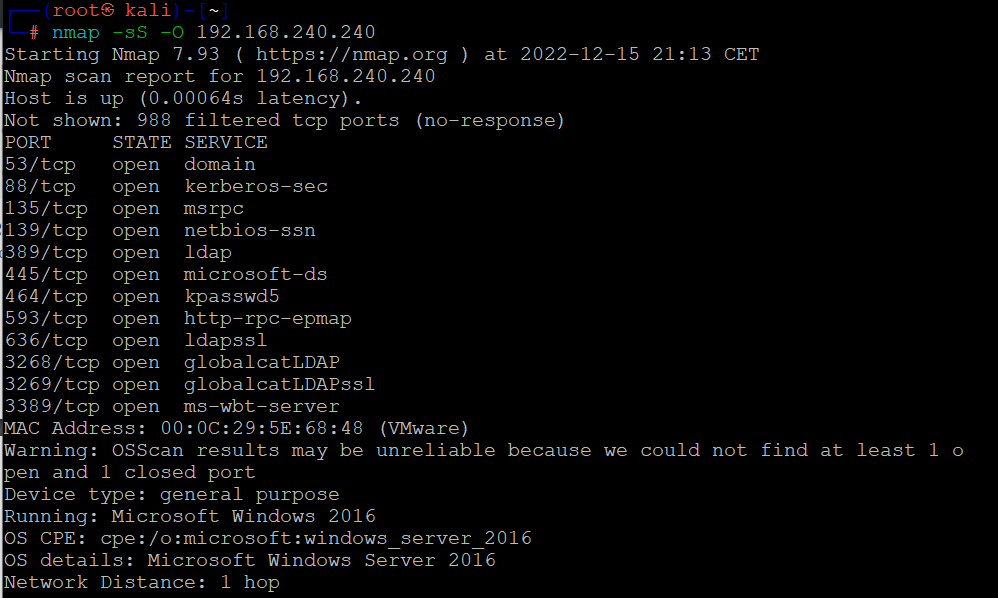 (root㉿ kali)-[~]
# nmap -sS -O 192.168.240.240
Starting Nmap 7.93 ( https://nmap.org ) at 2022-12-15 21:13 CET
Nmap scan report for 192.168.240.240
Host is up (0.00064s latency).
Not shown: 988 filtered tcp ports (no-response)
PORT     STATE SERVICE
53/tcp   open  domain
88/tcp   open  kerberos-sec
135/tcp  open  msrpc
139/tcp  open  netbios-ssn
389/tcp  open  ldap
445/tcp  open  microsoft-ds
464/tcp  open  kpasswd5
593/tcp  open  http-rpc-epmap
636/tcp  open  ldapssl
3268/tcp open  globalcatLDAP
3269/tcp open  globalcatLDAPssl
3389/tcp open  ms-wbt-server
MAC Address: 00:0C:29:5E:68:48 (VMware)
Warning: OSScan results may be unreliable because we could not find at least 1 o
pen and 1 closed port
Device type: general purpose
Running: Microsoft Windows 2016
OS CPE: cpe:/o:microsoft:windows_server_2016
OS details: Microsoft Windows Server 2016
Network Distance: 1 hop